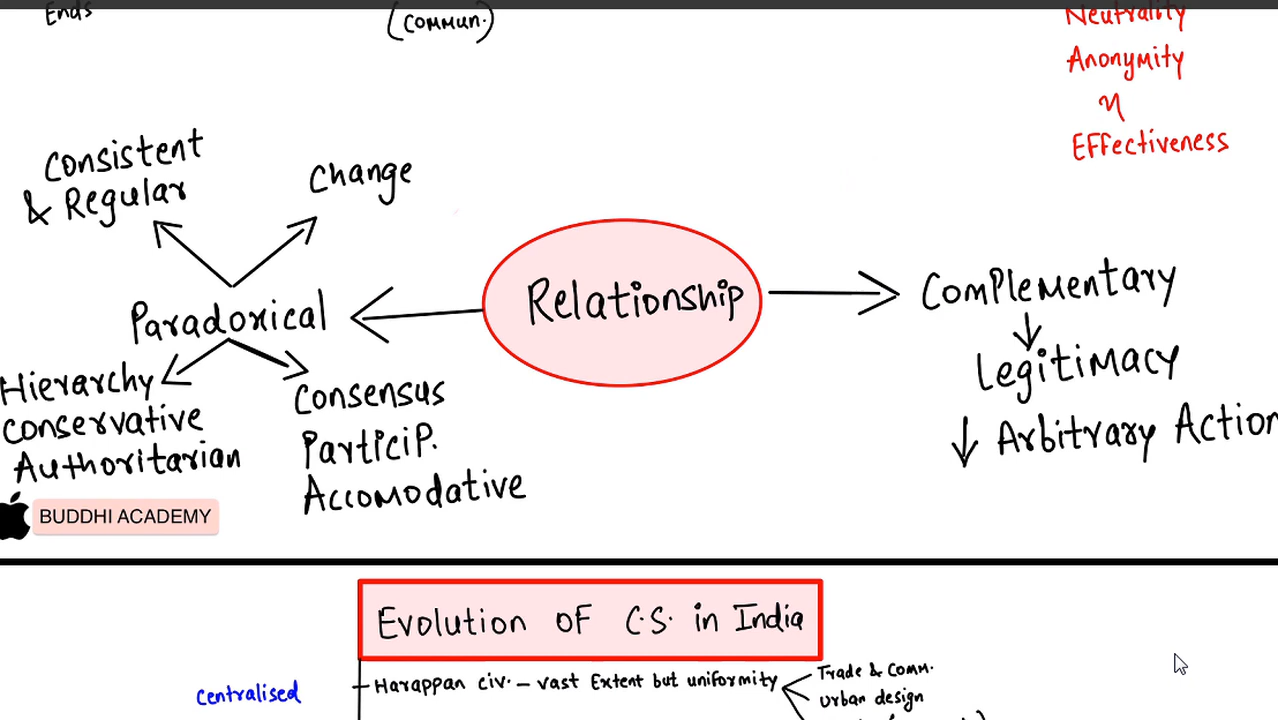 Ends
(Commun.)
Neutrality
Anonymity
η
Effectiveness
Consistent
& Regular
Change
Paradoxical
Relationship
Complementary
Legitimacy
↓ Arbitrary Action
Hierarchy
Conservative
Authoritarian
Consensus
Particip.
Accomodative
BUDDHI ACADEMY
Evolution of C.S. in India
Centralised
Harappan civ. – vast Extent but uniformity
Trade & Comm.
Urban design